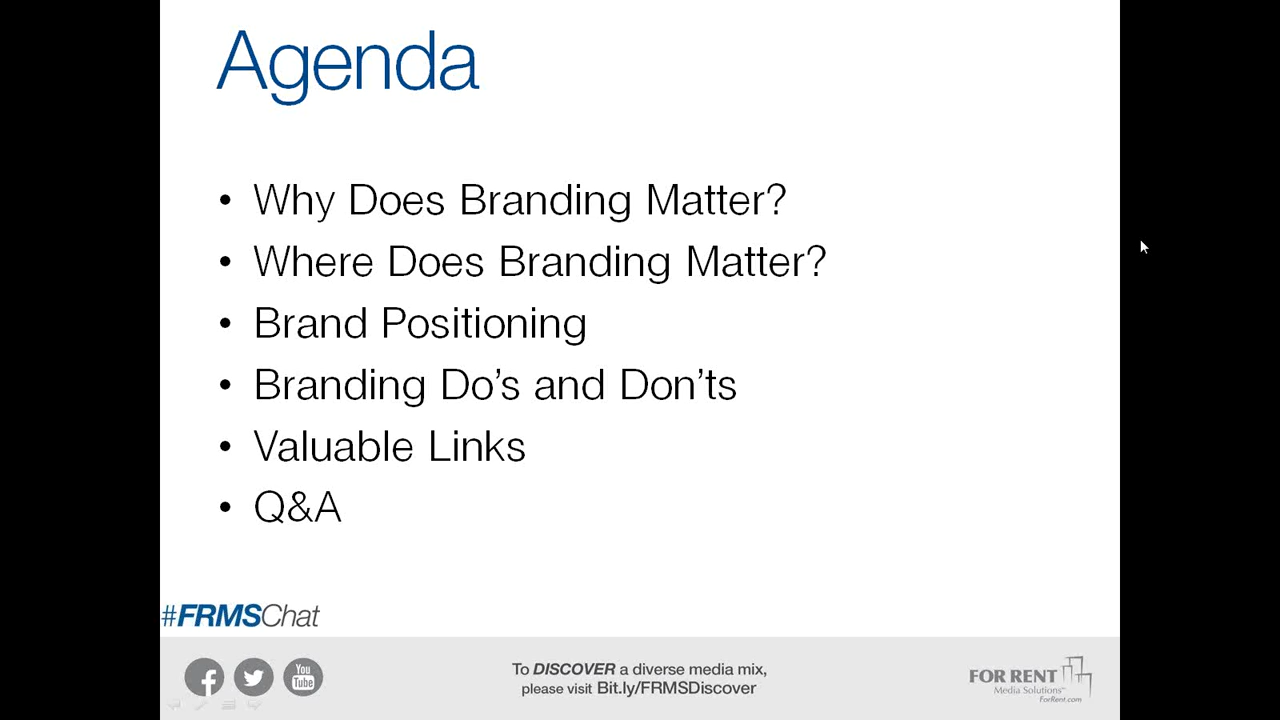 Agenda
• Why Does Branding Matter?
• Where Does Branding Matter?
• Brand Positioning
• Branding Do’s and Don’ts
• Valuable Links
• Q&A
#FRMSChat
You
Tube
To DISCOVER a diverse media mix,
please visit Bit.ly/FRMSDiscover
FOR RENT
Media Solutions™
ForRent.com